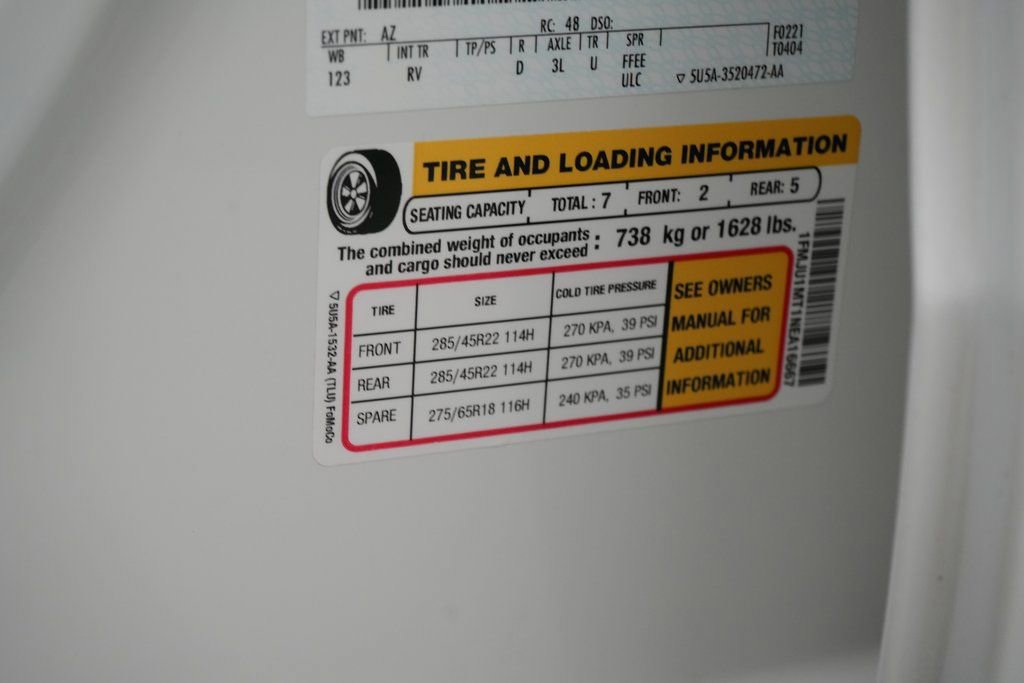 RC: 48 DSO:
EXT PNT: AZ F0221
WB INT TR TP/PS R AXLE TR SPR T0404
123 RV D 3L U FFEE
ULC 5U5A-3520472-AA
TIRE AND LOADING INFORMATION
SEATING CAPACITY TOTAL : 7 FRONT: 2 REAR: 5
The combined weight of occupants
and cargo should never exceed : 738 kg or 1628 lbs.
TIRE SIZE COLD TIRE PRESSURE
FRONT 285/45R22 114H 270 KPA, 39 PSI
REAR 285/45R22 114H 270 KPA, 39 PSI
SPARE 275/65R18 116H 240 KPA, 35 PSI
SEE OWNERS
MANUAL FOR
ADDITIONAL
INFORMATION
5U5A-1532-AA (TLU) FoMoCo
1FMJU1MT1NEA16667